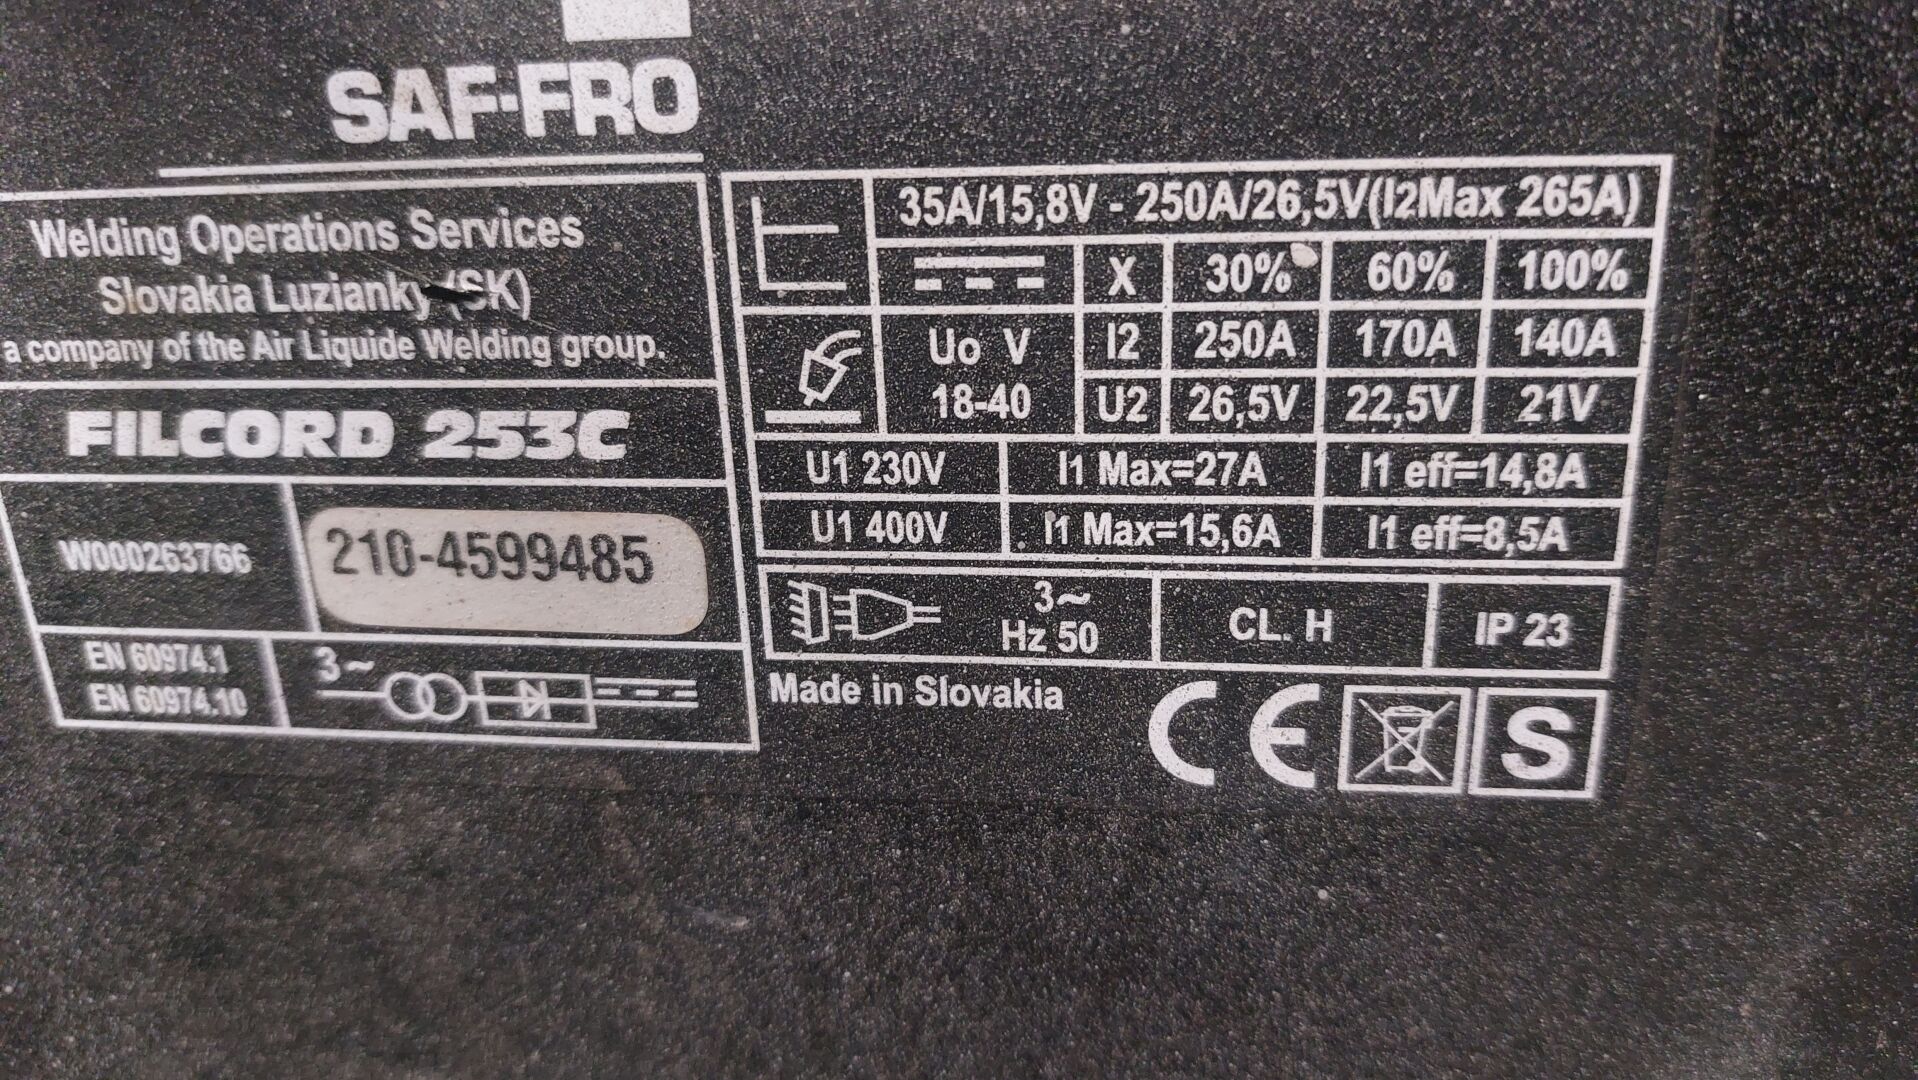 SAF-FRO
Welding Operations Services
Slovakia Luzianky (SK)
a company of the Air Liquide Welding group.
FILCORD 253C
W000263766
210-4599485
EN 60974.1
EN 60974.10
3~
35A/15,8V - 250A/26,5V(I2Max 265A)
X 30% 60% 100%
Uo V I2 250A 170A 140A
18-40 U2 26,5V 22,5V 21V
U1 230V I1 Max=27A I1 eff=14,8A
U1 400V I1 Max=15,6A I1 eff=8,5A
3~
Hz 50
CL. H
IP 23
Made in Slovakia
CE
S